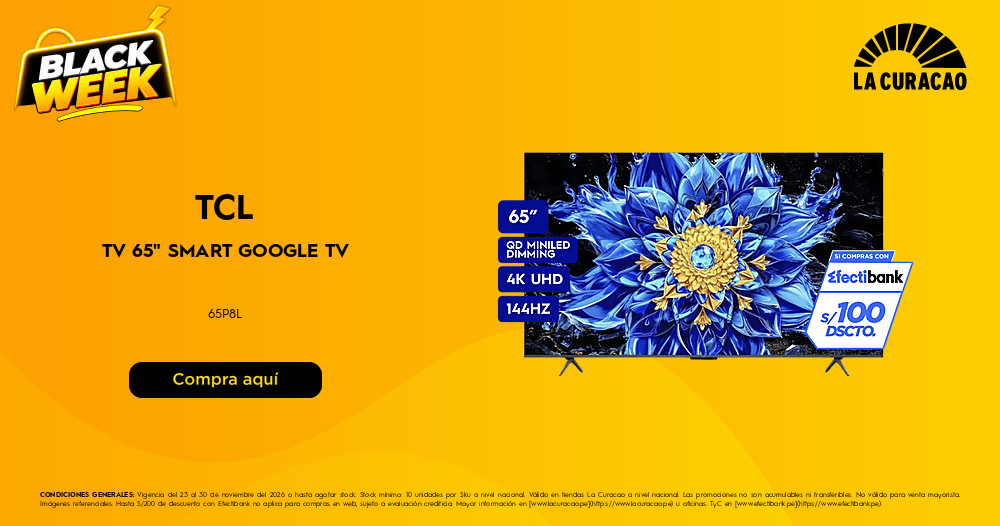 BLACK
WEEK
LA CURACAO
TCL
TV 65" SMART GOOGLE TV
65P8L
Compra aquí
65”
QD MINILED
DIMMING
4K UHD
144HZ
SI COMPRAS CON
Efectibank
S/100
DSCTO.
CONDICIONES GENERALES: Vigencia del 23 al 30 de noviembre del 2026 o hasta agotar stock. Stock mínimo: 10 unidades por Sku a nivel nacional. Válido en tiendas La Curacao a nivel nacional. Las promociones no son acumulables ni transferibles. No válido para venta mayorista.
Imágenes referenciales. Hasta S/200 de descuento con Efectibank no aplica para compras en web, sujeto a evaluación crediticia. Mayor información en [www.lacuracao.pe](https://www.lacuracao.pe) u oficinas. TyC en [www.efectibank.pe](https://www.efectibank.pe).